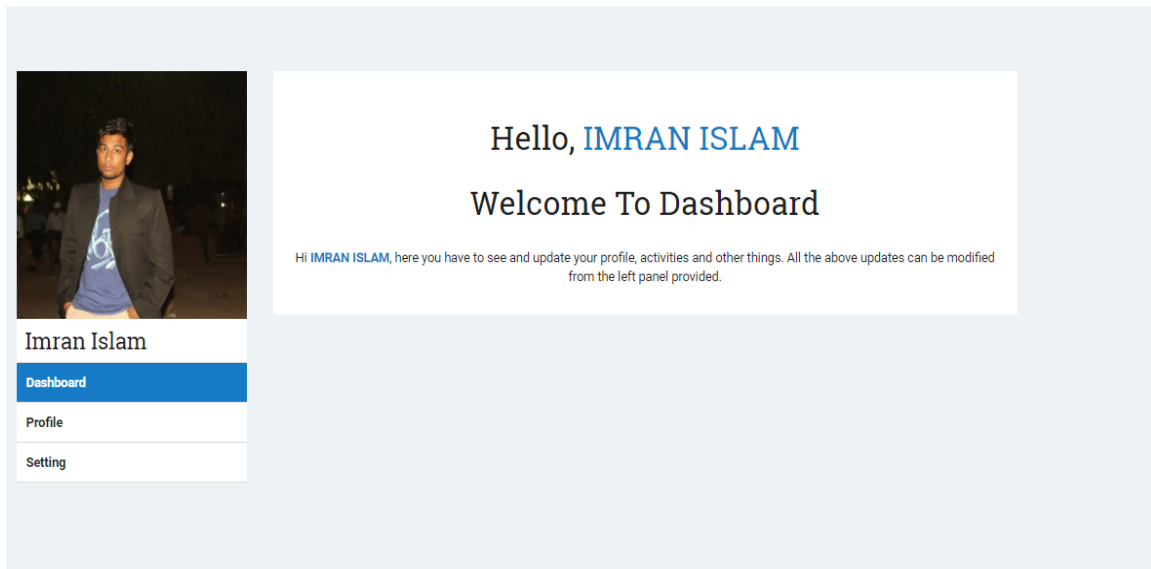 Hello, IMRAN ISLAM
Welcome To Dashboard
Hi IMRAN ISLAM, here you have to see and update your profile, activities and other things. All the above updates can be modified
from the left panel provided.
Imran Islam
Dashboard
Profile
Setting